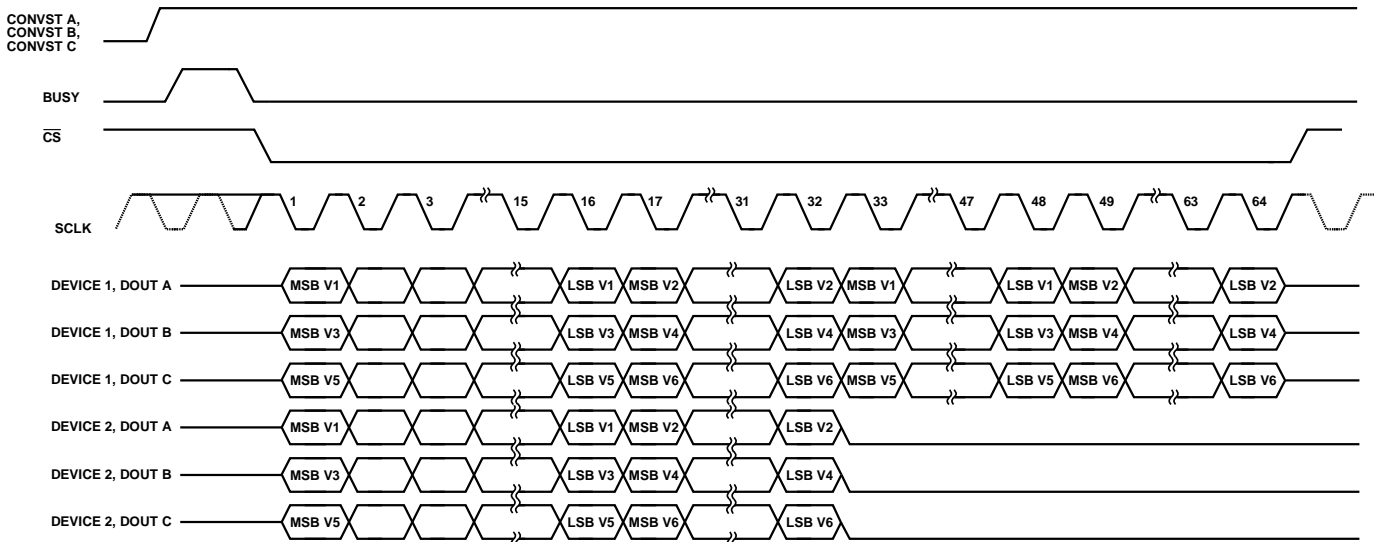 CONVST A,
CONVST B,
CONVST C
BUSY
CS
SCLK
1 2 3 15 16 17 31 32 33 47 48 49 63 64
DEVICE 1, DOUT A MSB V1 LSB V1 MSB V2 LSB V2 MSB V1 LSB V1 MSB V2 LSB V2
DEVICE 1, DOUT B MSB V3 LSB V3 MSB V4 LSB V4 MSB V3 LSB V3 MSB V4 LSB V4
DEVICE 1, DOUT C MSB V5 LSB V5 MSB V6 LSB V6 MSB V5 LSB V5 MSB V6 LSB V6
DEVICE 2, DOUT A MSB V1 LSB V1 MSB V2 LSB V2
DEVICE 2, DOUT B MSB V3 LSB V3 MSB V4 LSB V4
DEVICE 2, DOUT C MSB V5 LSB V5 MSB V6 LSB V6